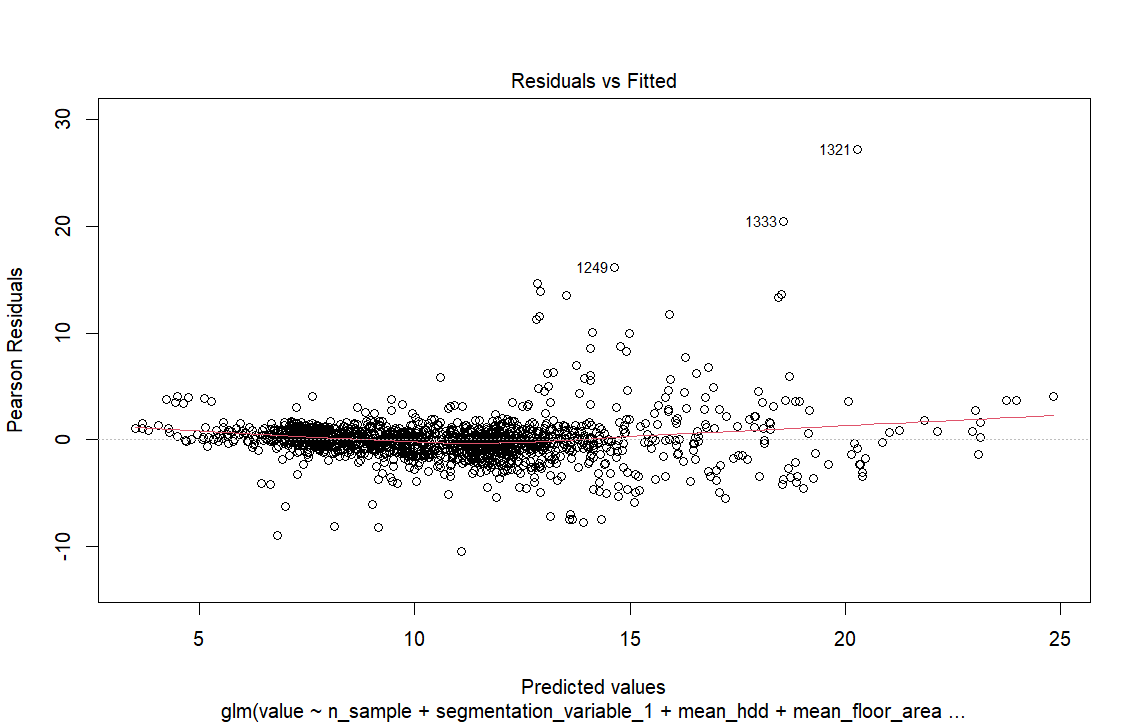 Residuals vs Fitted
30
20
10
0
-10
Pearson Residuals
1321
1333
1249
5 10 15 20 25
Predicted values
glm(value ~ n_sample + segmentation_variable_1 + mean_hdd + mean_floor_area ...